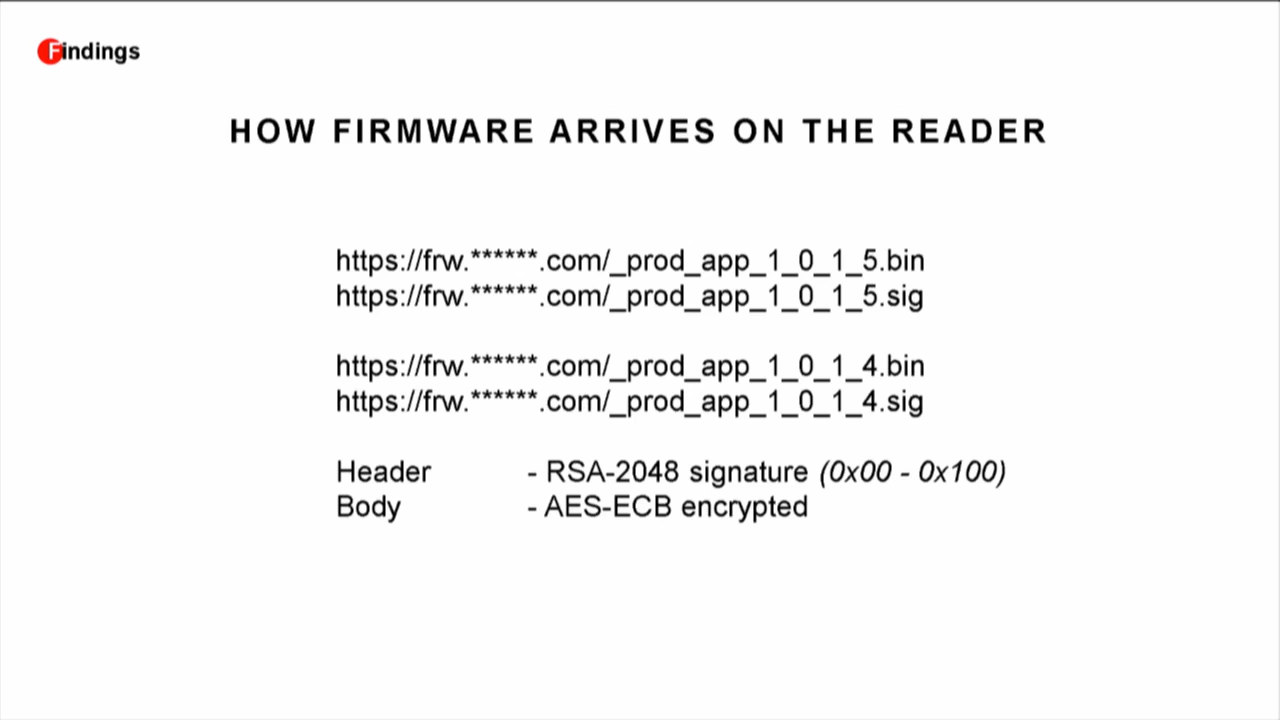 Findings
HOW FIRMWARE ARRIVES ON THE READER
https://frw.******.com/_prod_app_1_0_1_5.bin
https://frw.******.com/_prod_app_1_0_1_5.sig
https://frw.******.com/_prod_app_1_0_1_4.bin
https://frw.******.com/_prod_app_1_0_1_4.sig
Header - RSA-2048 signature (0x00 - 0x100)
Body - AES-ECB encrypted